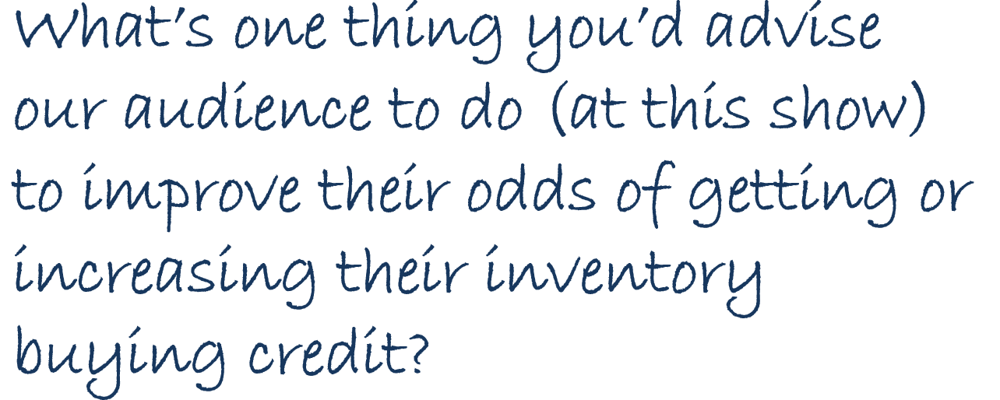 What's one thing you'd advise
our audience to do (at this show)
to improve their odds of getting or
increasing their inventory
buying credit?